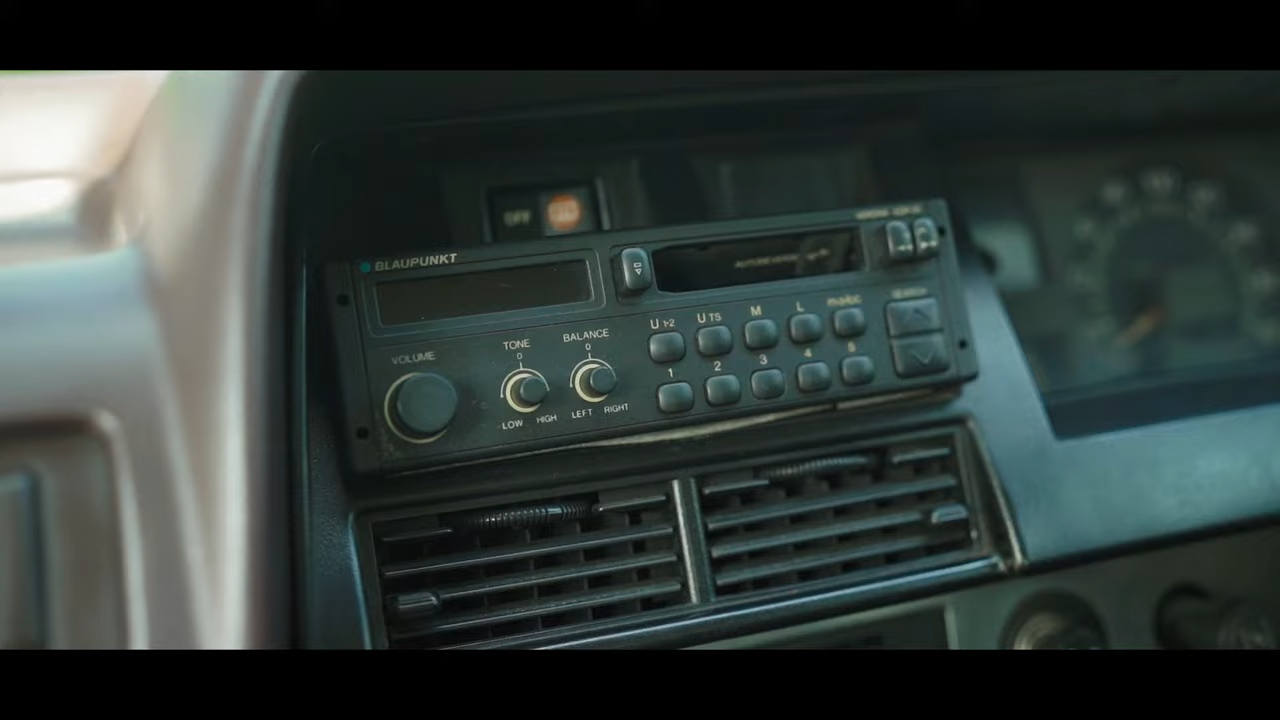 OFF
BLAUPUNKT
VOLUME
TONE
0
LOW HIGH
BALANCE
0
LEFT RIGHT
U 1•2 U TS M L
1 2 3 4 5